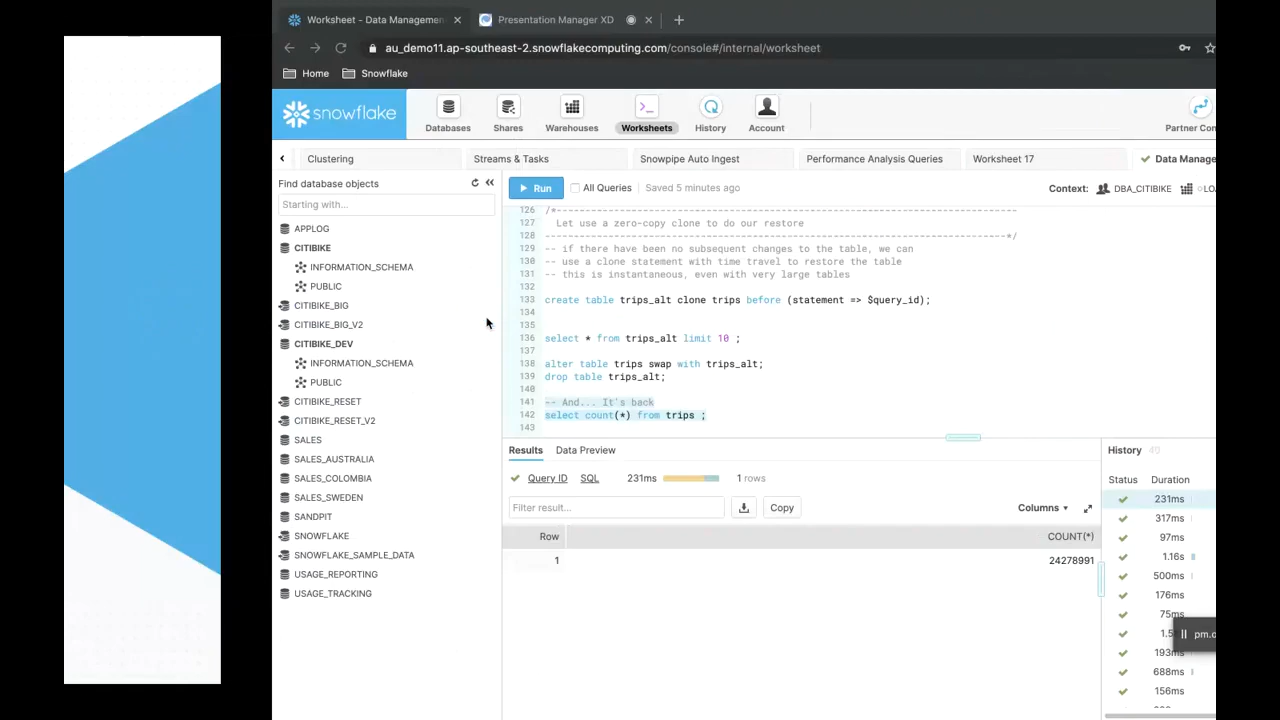 Worksheet - Data Managemen
Presentation Manager XD
au_demo11.ap-southeast-2.snowflakecomputing.com/console#/internal/worksheet
Home
Snowflake
snowflake
Databases
Shares
Warehouses
Worksheets
History
Account
Partner Con
Clustering
Streams & Tasks
Snowpipe Auto Ingest
Performance Analysis Queries
Worksheet 17
Data Manage
Find database objects
Starting with...
APPLOG
CITIBIKE
INFORMATION_SCHEMA
PUBLIC
CITIBIKE_BIG
CITIBIKE_BIG_V2
CITIBIKE_DEV
INFORMATION_SCHEMA
PUBLIC
CITIBIKE_RESET
CITIBIKE_RESET_V2
SALES
SALES_AUSTRALIA
SALES_COLOMBIA
SALES_SWEDEN
SANDPIT
SNOWFLAKE
SNOWFLAKE_SAMPLE_DATA
USAGE_REPORTING
USAGE_TRACKING
Run
All Queries
Saved 5 minutes ago
Context: DBA_CITIBIKE LO
126 /*--------------------------------------------------------------------------------
127 Let use a zero-copy clone to do our restore
128 --------------------------------------------------------------------------------*/
129 -- if there have been no subsequent changes to the table, we can
130 -- use a clone statement with time travel to restore the table
131 -- this is instantaneous, even with very large tables
132
133 create table trips_alt clone trips before (statement => $query_id);
134
135
136 select * from trips_alt limit 10 ;
137
138 alter table trips swap with trips_alt;
139 drop table trips_alt;
140
141 -- And... It's back
142 select count(*) from trips ;
143
Results
Data Preview
Query ID
SQL
231ms
1 rows
Filter result...
Copy
Columns
Row
COUNT(*)
1
24278991
History 49
Status
Duration
231ms
317ms
97ms
1.16s
500ms
176ms
75ms
1.5
193ms
688ms
156ms
pm.c